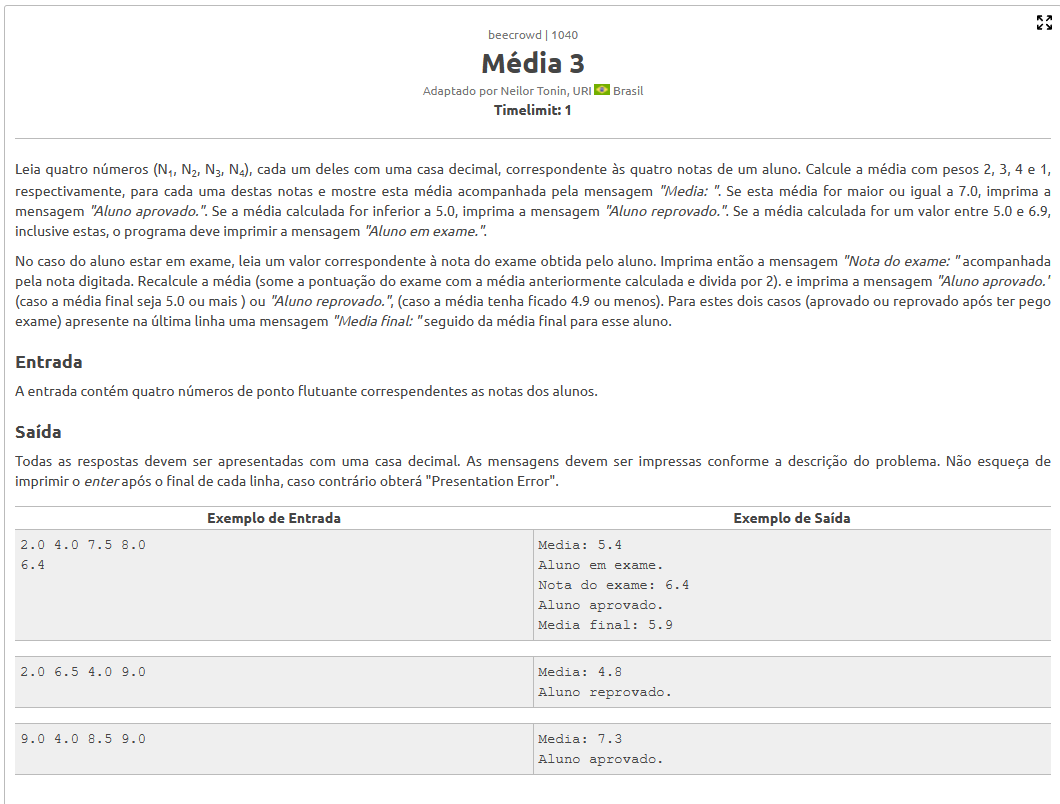 beecrowd | 1040
Média 3
Adaptado por Neilor Tonin, URI Brasil
Timelimit: 1
Leia quatro números (N1, N2, N3, N4), cada um deles com uma casa decimal, correspondente às quatro notas de um aluno. Calcule a média com pesos 2, 3, 4 e 1,
respectivamente, para cada uma destas notas e mostre esta média acompanhada pela mensagem "Media: ". Se esta média for maior ou igual a 7.0, imprima a
mensagem "Aluno aprovado.". Se a média calculada for inferior a 5.0, imprima a mensagem "Aluno reprovado.". Se a média calculada for um valor entre 5.0 e 6.9,
inclusive estas, o programa deve imprimir a mensagem "Aluno em exame.".
No caso do aluno estar em exame, leia um valor correspondente à nota do exame obtida pelo aluno. Imprima então a mensagem "Nota do exame: " acompanhada
pela nota digitada. Recalcule a média (some a pontuação do exame com a média anteriormente calculada e divida por 2). e imprima a mensagem "Aluno aprovado.'
(caso a média final seja 5.0 ou mais ) ou "Aluno reprovado.", (caso a média tenha ficado 4.9 ou menos). Para estes dois casos (aprovado ou reprovado após ter pego
exame) apresente na última linha uma mensagem "Media final: " seguido da média final para esse aluno.
Entrada
A entrada contém quatro números de ponto flutuante correspendentes as notas dos alunos.
Saída
Todas as respostas devem ser apresentadas com uma casa decimal. As mensagens devem ser impressas conforme a descrição do problema. Não esqueça de
imprimir o enter após o final de cada linha, caso contrário obterá "Presentation Error".
Exemplo de Entrada Exemplo de Saída
2.0 4.0 7.5 8.0 Media: 5.4
6.4 Aluno em exame.
Nota do exame: 6.4
Aluno aprovado.
Media final: 5.9
2.0 6.5 4.0 9.0 Media: 4.8
Aluno reprovado.
9.0 4.0 8.5 9.0 Media: 7.3
Aluno aprovado.